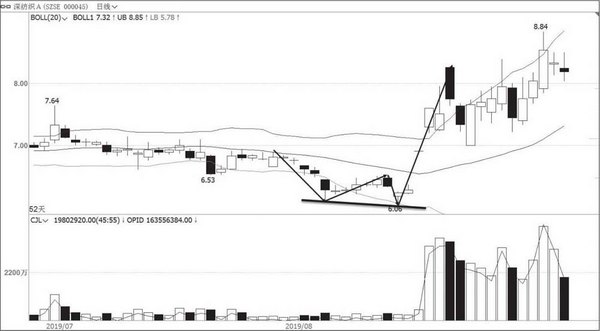 深纺织A (SZSE 000045) 日线
BOLL(20) BOLL1 7.32↑ UB 8.85↑ LB 5.78↑
8.84
8.00
7.64
7.00
6.53
6.06
52天
CJL 19802920.00(45:55)↓ OPID 163556384.00↓
2200万
2019/07 2019/08